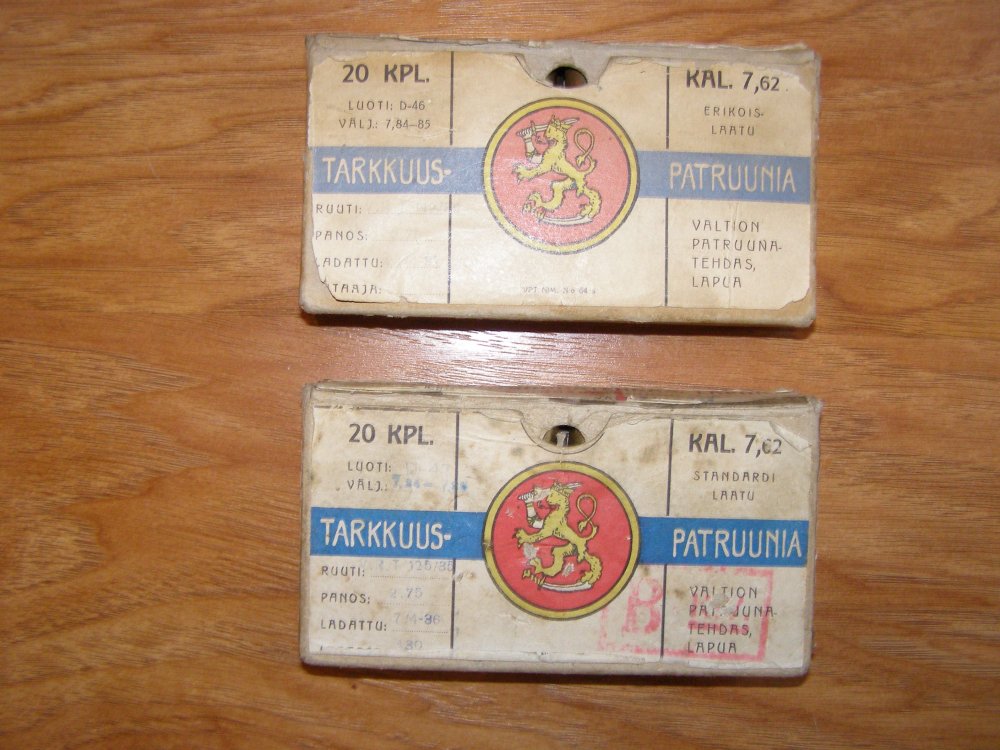 20 KPL.
LUOTI: D-46
VÄLJ.: 7,84-85
TARKKUUS-
RUUTI:
PANOS:
LADATTU:
KAL. 7,62
ERIKOIS-
LAATU
PATRUUNIA
VALTION
PATRUUNA-
TEHDAS,
LAPUA
20 KPL.
LUOTI:
VÄLJ.:
TARKKUUS-
RUUTI:
PANOS: 2.75
LADATTU:
KAL. 7,62
STANDARDI
LAATU
PATRUUNIA
VALTION
PATRUUNA-
TEHDAS,
LAPUA